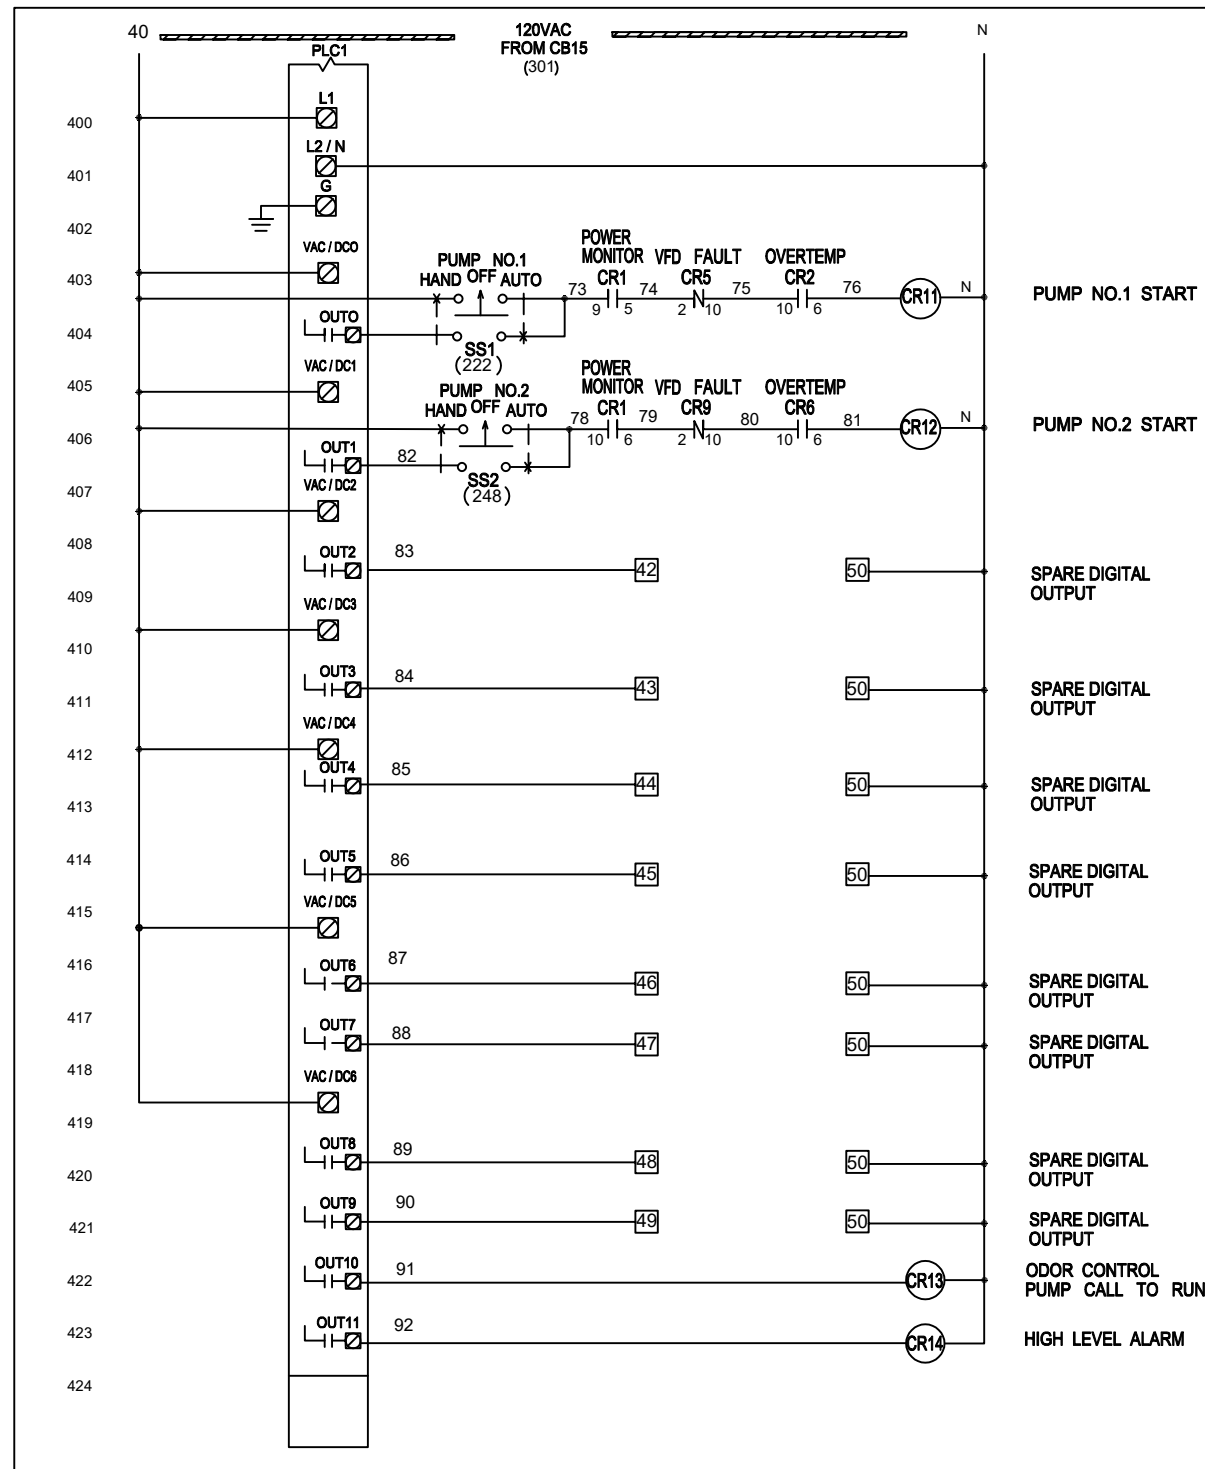 40 120VAC N
FROM CB15
(301)
PLC1
L1
400
L2 / N
401
G
402
VAC / DCO
403
PUMP NO.1
HAND OFF AUTO
POWER
MONITOR VFD FAULT OVERTEMP
CR1 CR5 CR2
73 74 75 76 CR11 N PUMP NO.1 START
9 5 2 10 10 6
OUTO
404
SS1
(222)
VAC / DC1
405
PUMP NO.2
HAND OFF AUTO
POWER
MONITOR VFD FAULT OVERTEMP
CR1 CR9 CR6
78 79 80 81 CR12 N PUMP NO.2 START
10 6 2 10 10 6
406
OUT1 82
SS2
(248)
VAC / DC2
407
408
OUT2 83 42 50 SPARE DIGITAL
OUTPUT
409
VAC / DC3
410
OUT3 84 43 50 SPARE DIGITAL
OUTPUT
411
VAC / DC4
412
OUT4 85 44 50 SPARE DIGITAL
OUTPUT
413
414
OUT5 86 45 50 SPARE DIGITAL
OUTPUT
VAC / DC5
415
416
OUT6 87 46 50 SPARE DIGITAL
OUTPUT
417
OUT7 88 47 50 SPARE DIGITAL
OUTPUT
418
VAC / DC6
419
OUT8 89 48 50 SPARE DIGITAL
OUTPUT
420
OUT9 90 49 50 SPARE DIGITAL
OUTPUT
421
OUT10 91 CR13 ODOR CONTROL
PUMP CALL TO RUN
422
OUT11 92 CR14 HIGH LEVEL ALARM
423
424